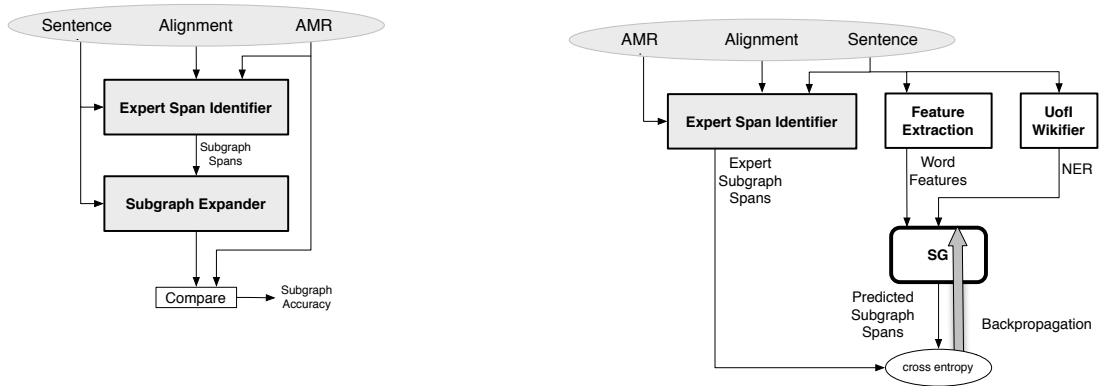 Sentence
Alignment
AMR
Expert Span Identifier
Subgraph
Spans
Subgraph Expander
Compare
Subgraph
Accuracy
AMR
Alignment
Sentence
Expert Span Identifier
Feature
Extraction
UofI
Wikifier
Expert
Subgraph
Spans
Word
Features
NER
SG
Predicted
Subgraph
Spans
Backpropagation
cross entropy